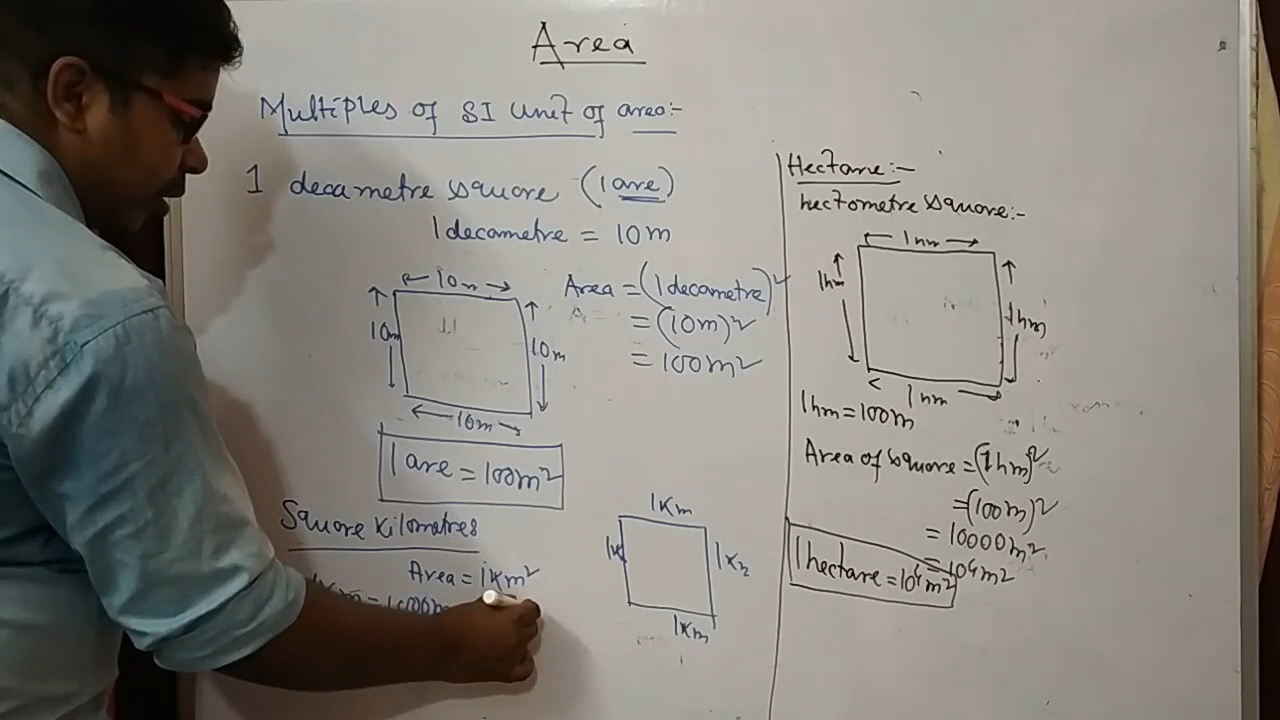 Area
Multiples of SI unit of area:-
1 decametre square (1 are)
1 decametre = 10m
10m
10m
10m
10m
Area = (1 decametre)²
= (10m)²
= 100m²
1 are = 100m²
Square Kilometres
Area = 1Km²
1Km = 1000m
1Km
1K
1Km
1Km
Hectare:-
hectometre square:-
1hm
1hm
1hm
1hm
1hm = 100m
Area of square = (1hm)²
= (100m)²
= 10000m²
= 10⁴m²
1 hectare = 10⁴m²